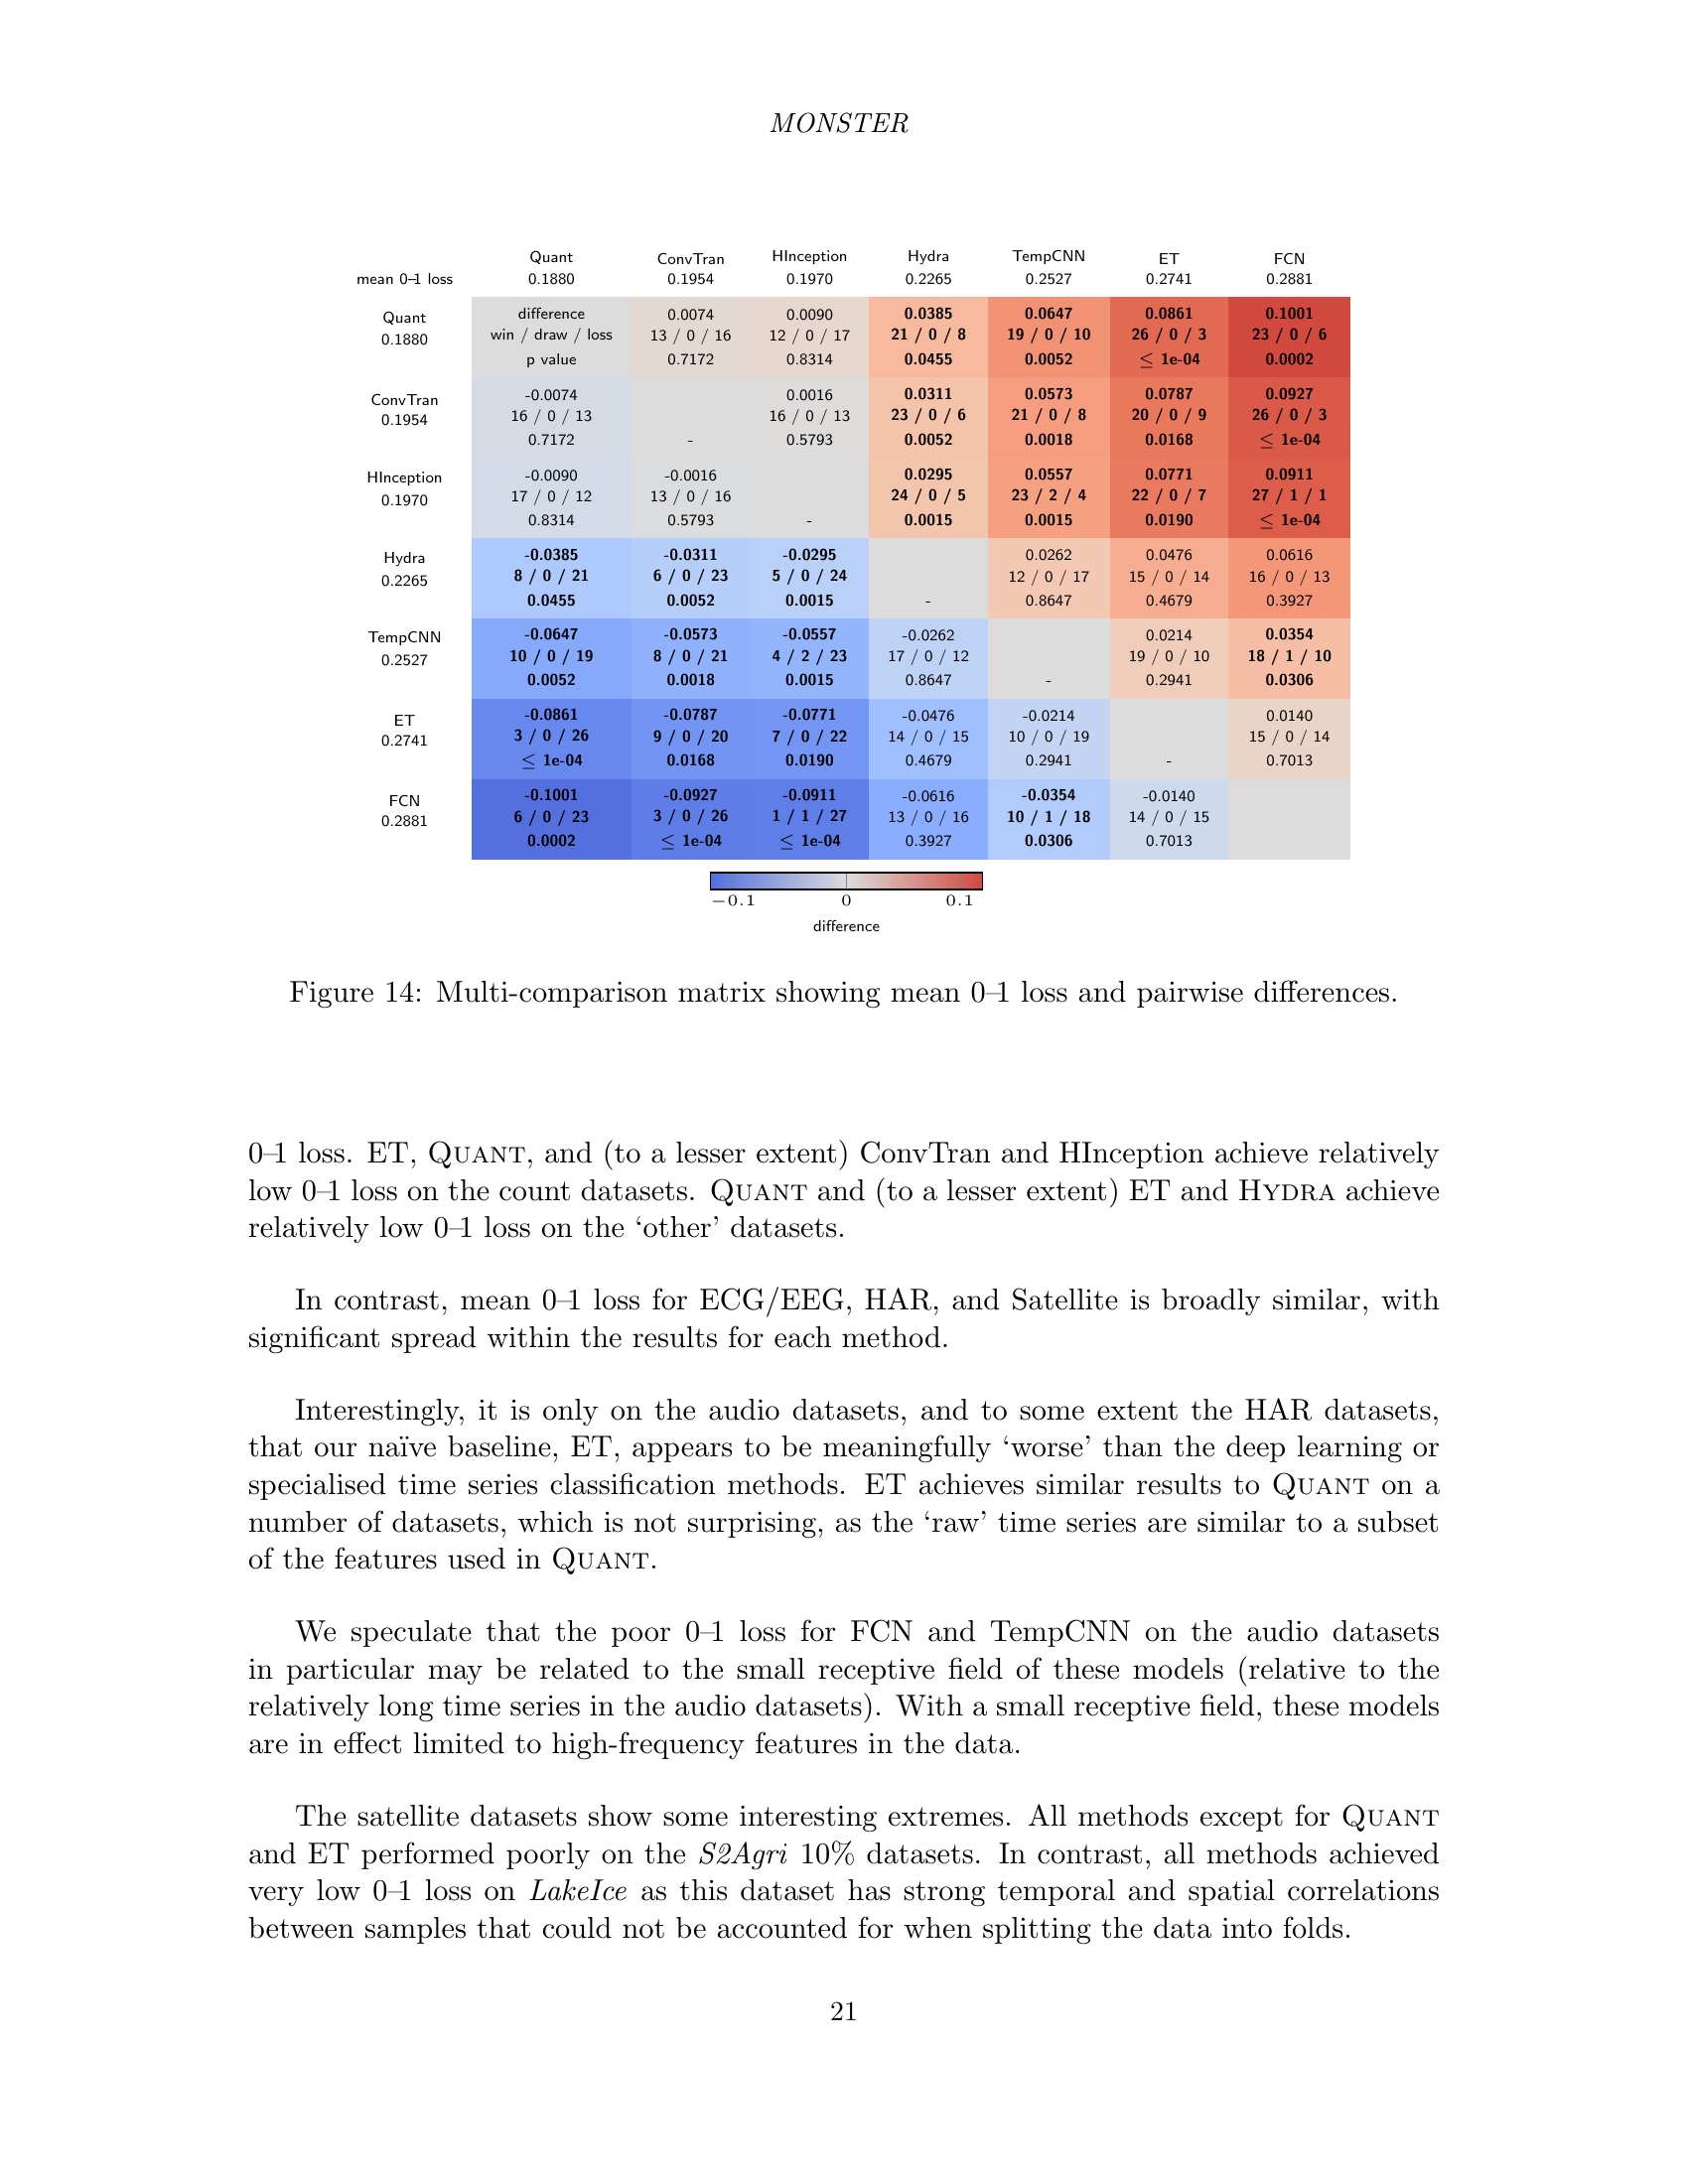 MONSTER
Quant ConvTran HInception Hydra TempCNN ET FCN
mean 0–1 loss 0.1880 0.1954 0.1970 0.2265 0.2527 0.2741 0.2881
Quant difference 0.0074 0.0090 0.0385 0.0647 0.0861 0.1001
0.1880 win / draw / loss 13 / 0 / 16 12 / 0 / 17 21 / 0 / 8 19 / 0 / 10 26 / 0 / 3 23 / 0 / 6
p value 0.7172 0.8314 0.0455 0.0052 ≤ 1e-04 0.0002
ConvTran -0.0074 0.0016 0.0311 0.0573 0.0787 0.0927
0.1954 16 / 0 / 13 16 / 0 / 13 23 / 0 / 6 21 / 0 / 8 20 / 0 / 9 26 / 0 / 3
0.7172 - 0.5793 0.0052 0.0018 0.0168 ≤ 1e-04
HInception -0.0090 -0.0016 0.0295 0.0557 0.0771 0.0911
0.1970 17 / 0 / 12 13 / 0 / 16 24 / 0 / 5 23 / 2 / 4 22 / 0 / 7 27 / 1 / 1
0.8314 0.5793 - 0.0015 0.0015 0.0190 ≤ 1e-04
Hydra -0.0385 -0.0311 -0.0295 0.0262 0.0476 0.0616
0.2265 8 / 0 / 21 6 / 0 / 23 5 / 0 / 24 12 / 0 / 17 15 / 0 / 14 16 / 0 / 13
0.0455 0.0052 0.0015 - 0.8647 0.4679 0.3927
TempCNN -0.0647 -0.0573 -0.0557 -0.0262 0.0214 0.0354
0.2527 10 / 0 / 19 8 / 0 / 21 4 / 2 / 23 17 / 0 / 12 19 / 0 / 10 18 / 1 / 10
0.0052 0.0018 0.0015 0.8647 - 0.2941 0.0306
ET -0.0861 -0.0787 -0.0771 -0.0476 -0.0214 0.0140
0.2741 3 / 0 / 26 9 / 0 / 20 7 / 0 / 22 14 / 0 / 15 10 / 0 / 19 15 / 0 / 14
≤ 1e-04 0.0168 0.0190 0.4679 0.2941 - 0.7013
FCN -0.1001 -0.0927 -0.0911 -0.0616 -0.0354 -0.0140
0.2881 6 / 0 / 23 3 / 0 / 26 1 / 1 / 27 13 / 0 / 16 10 / 1 / 18 14 / 0 / 15
0.0002 ≤ 1e-04 ≤ 1e-04 0.3927 0.0306 0.7013
−0.1 0 0.1
difference
Figure 14: Multi-comparison matrix showing mean 0–1 loss and pairwise differences.
0–1 loss. ET, QUANT, and (to a lesser extent) ConvTran and HInception achieve relatively
low 0–1 loss on the count datasets. QUANT and (to a lesser extent) ET and HYDRA achieve
relatively low 0–1 loss on the ‘other’ datasets.
In contrast, mean 0–1 loss for ECG/EEG, HAR, and Satellite is broadly similar, with
significant spread within the results for each method.
Interestingly, it is only on the audio datasets, and to some extent the HAR datasets,
that our naïve baseline, ET, appears to be meaningfully ‘worse’ than the deep learning or
specialised time series classification methods. ET achieves similar results to QUANT on a
number of datasets, which is not surprising, as the ‘raw’ time series are similar to a subset
of the features used in QUANT.
We speculate that the poor 0–1 loss for FCN and TempCNN on the audio datasets
in particular may be related to the small receptive field of these models (relative to the
relatively long time series in the audio datasets). With a small receptive field, these models
are in effect limited to high-frequency features in the data.
The satellite datasets show some interesting extremes. All methods except for QUANT
and ET performed poorly on the S2Agri 10% datasets. In contrast, all methods achieved
very low 0–1 loss on LakeIce as this dataset has strong temporal and spatial correlations
between samples that could not be accounted for when splitting the data into folds.
21